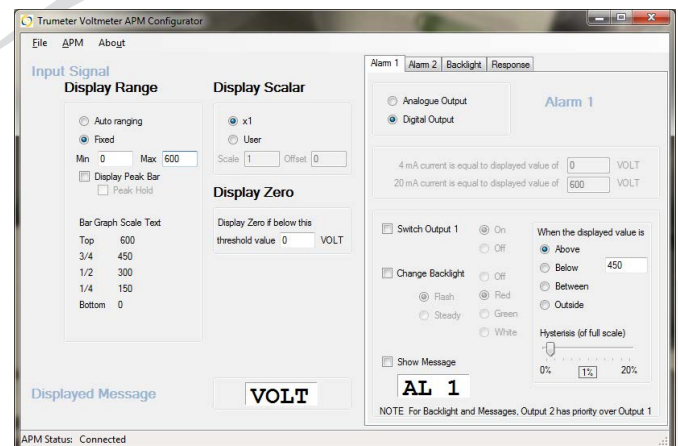 Trumeter Voltmeter APM Configurator
File APM About
Input Signal
Display Range
Auto ranging
Fixed
Min 0 Max 600
Display Peak Bar
Peak Hold
Bar Graph Scale Text
Top 600
3/4 450
1/2 300
1/4 150
Bottom 0
Display Scalar
x1
User
Scale 1 Offset 0
Display Zero
Display Zero if below this
threshold value 0 VOLT
Displayed Message
VOLT
Alarm 1 Alarm 2 Backlight Response
Analogue Output
Digital Output
Alarm 1
4 mA current is equal to displayed value of 0 VOLT
20 mA current is equal to displayed value of 600 VOLT
Switch Output 1 On
Off
Change Backlight Off
Flash Red
Steady Green
White
Show Message
AL 1
When the displayed value is
Above
Below 450
Between
Outside
Hysterisis (of full scale)
0% 1% 20%
NOTE For Backlight and Messages, Output 2 has priority over Output 1
APM Status: Connected